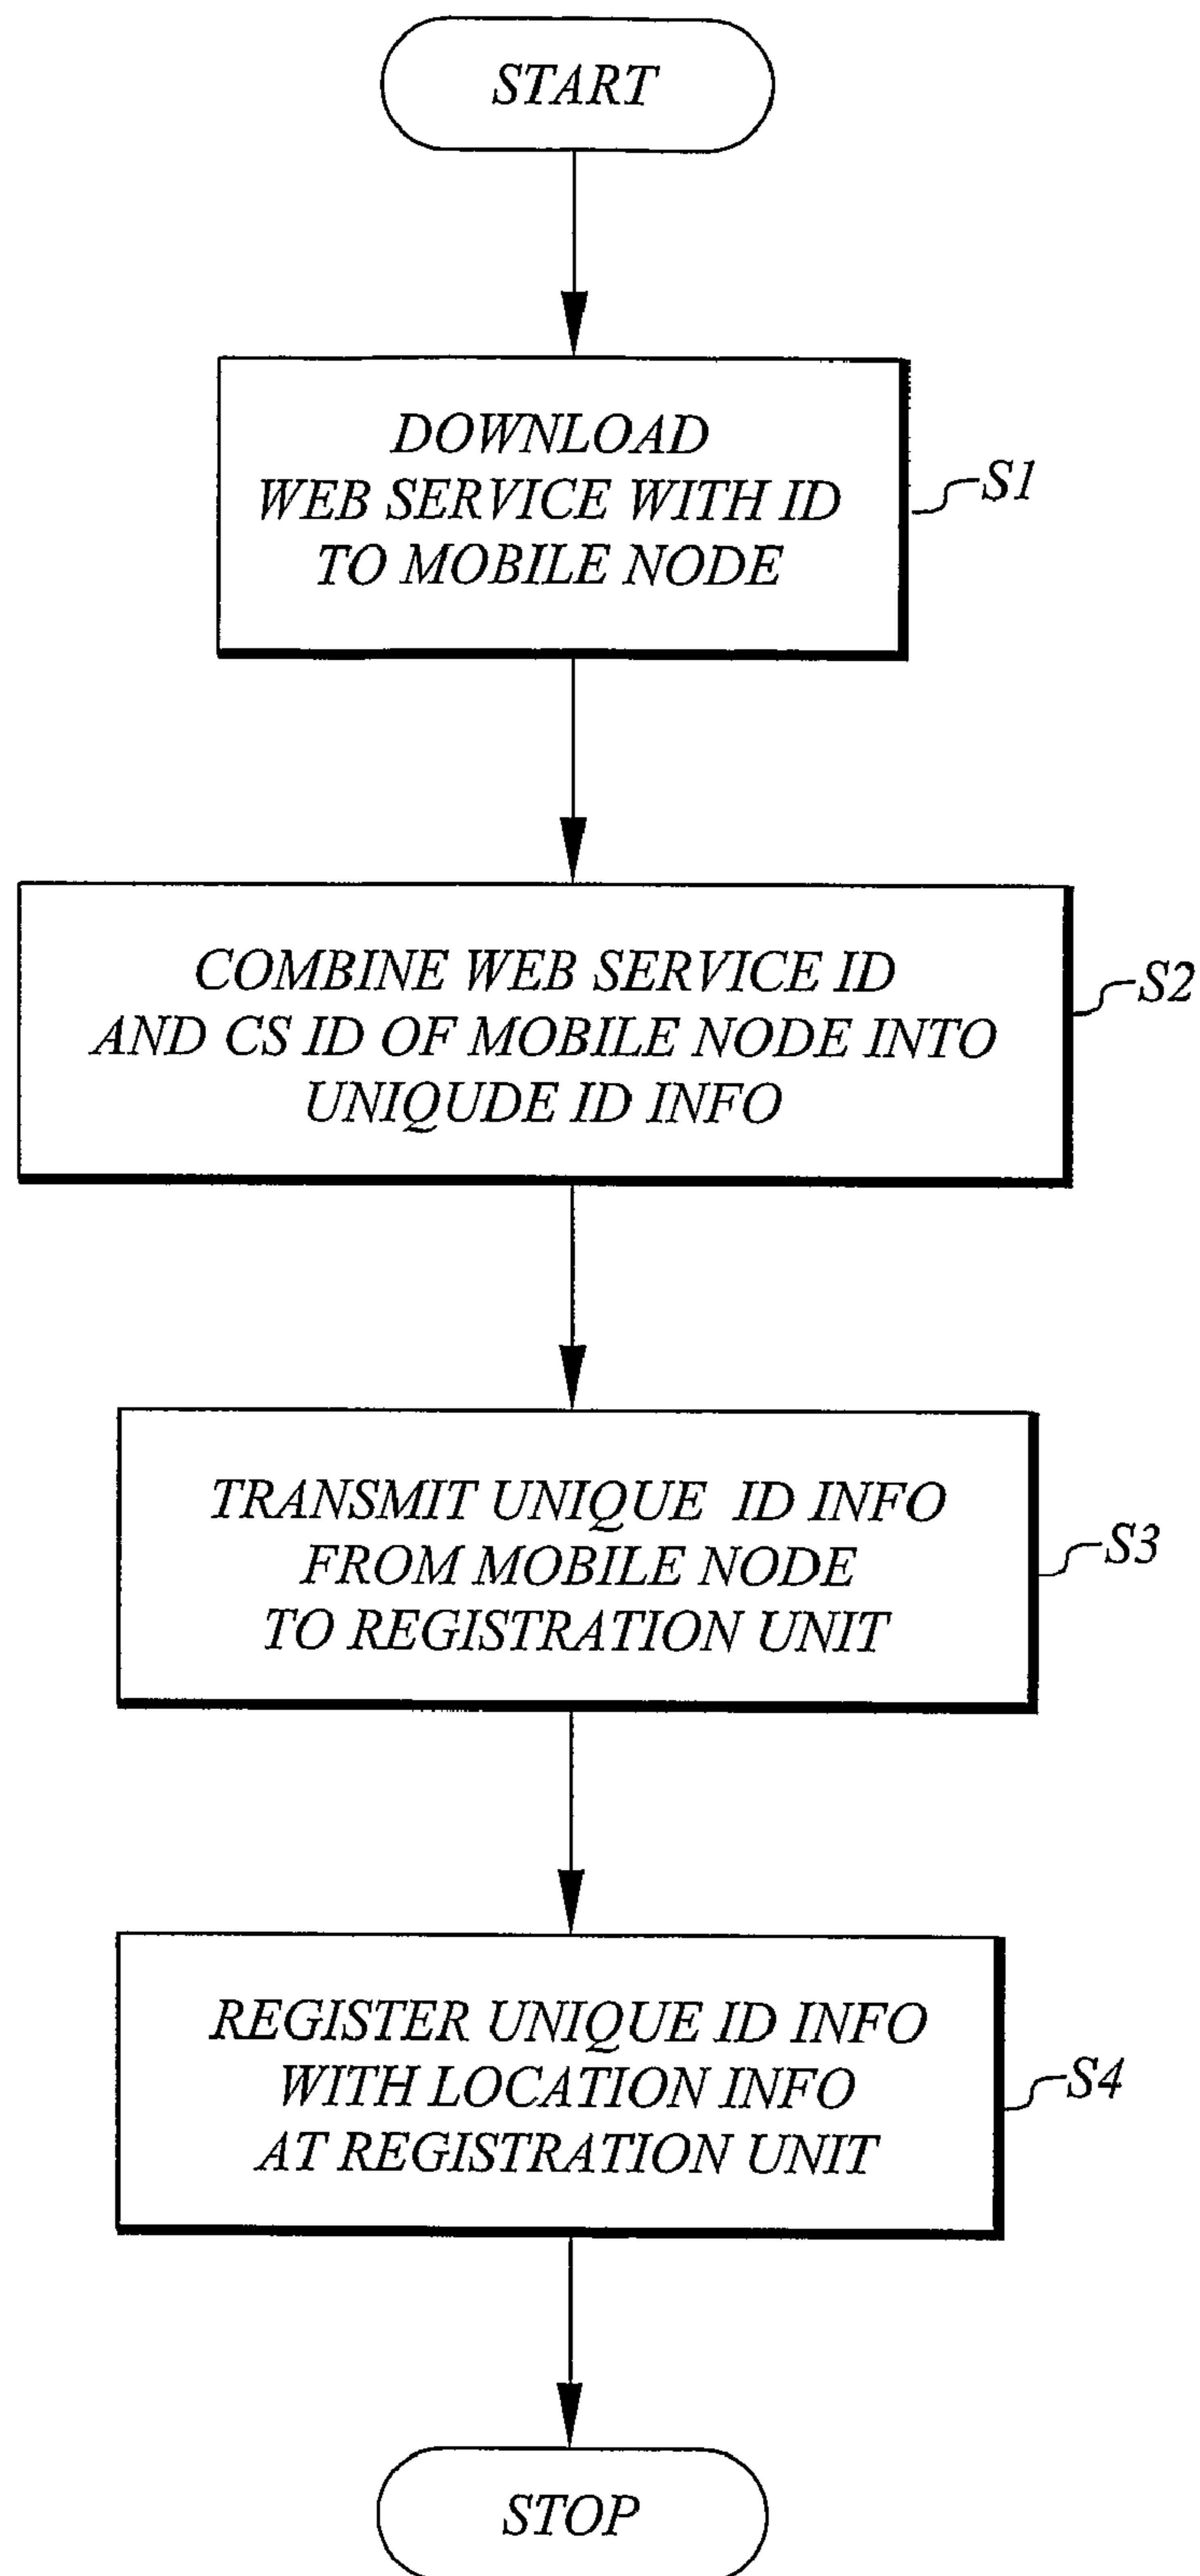 START
DOWNLOAD
WEB SERVICE WITH ID
TO MOBILE NODE
S1
COMBINE WEB SERVICE ID
AND CS ID OF MOBILE NODE INTO
UNIQUDE ID INFO
S2
TRANSMIT UNIQUE ID INFO
FROM MOBILE NODE
TO REGISTRATION UNIT
S3
REGISTER UNIQUE ID INFO
WITH LOCATION INFO
AT REGISTRATION UNIT
S4
STOP